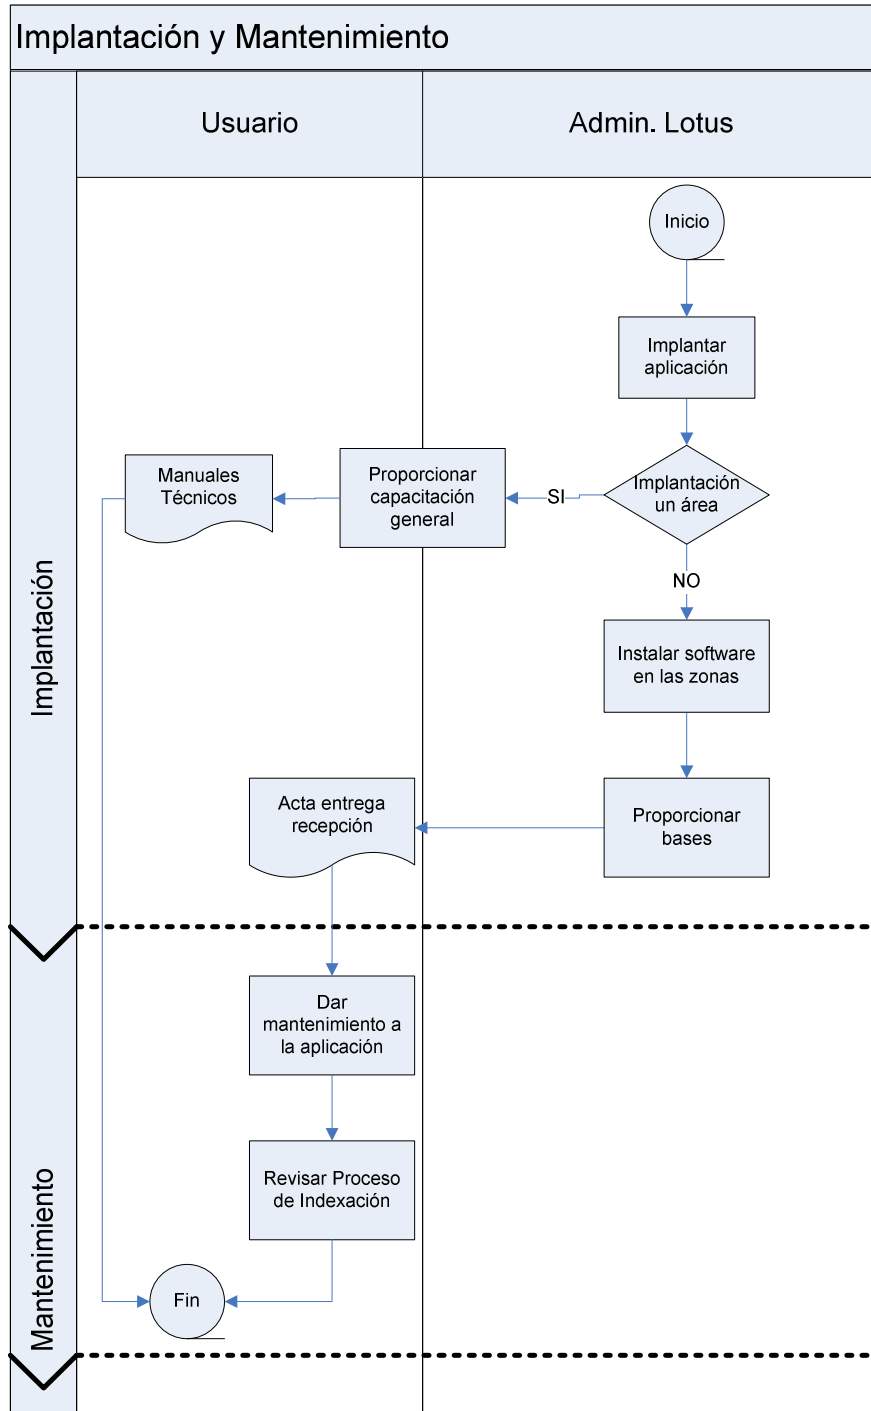 Implantación y Mantenimiento
Usuario
Admin. Lotus
Implantación
Inicio
Implantar
aplicación
Implantación
un área
SI
Proporcionar
capacitación
general
Manuales
Técnicos
NO
Instalar software
en las zonas
Proporcionar
bases
Acta entrega
recepción
Mantenimiento
Dar
mantenimiento a
la aplicación
Revisar Proceso
de Indexación
Fin